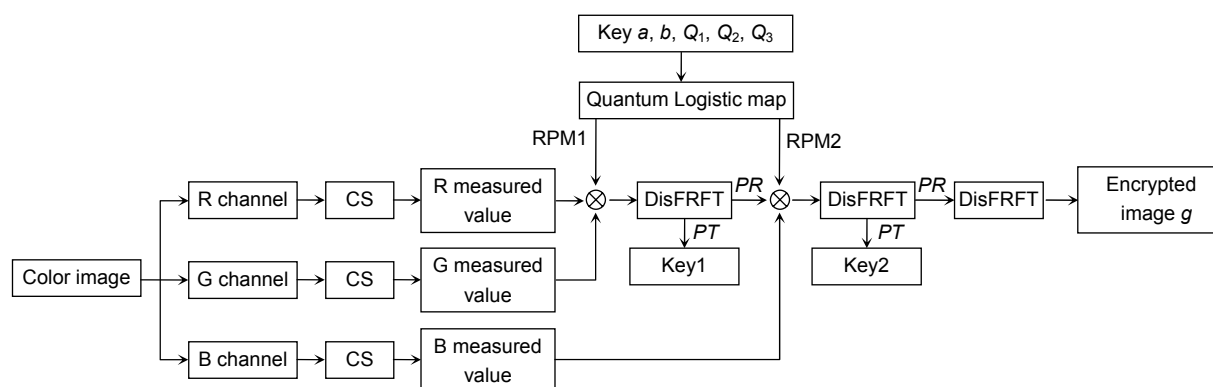 Key a, b, Q1, Q2, Q3
Quantum Logistic map
RPM1
RPM2
R channel
CS
R measured
value
DisFRFT
PR
DisFRFT
PR
DisFRFT
Encrypted
image g
PT
PT
Key1
Key2
Color image
G channel
CS
G measured
value
B channel
CS
B measured
value